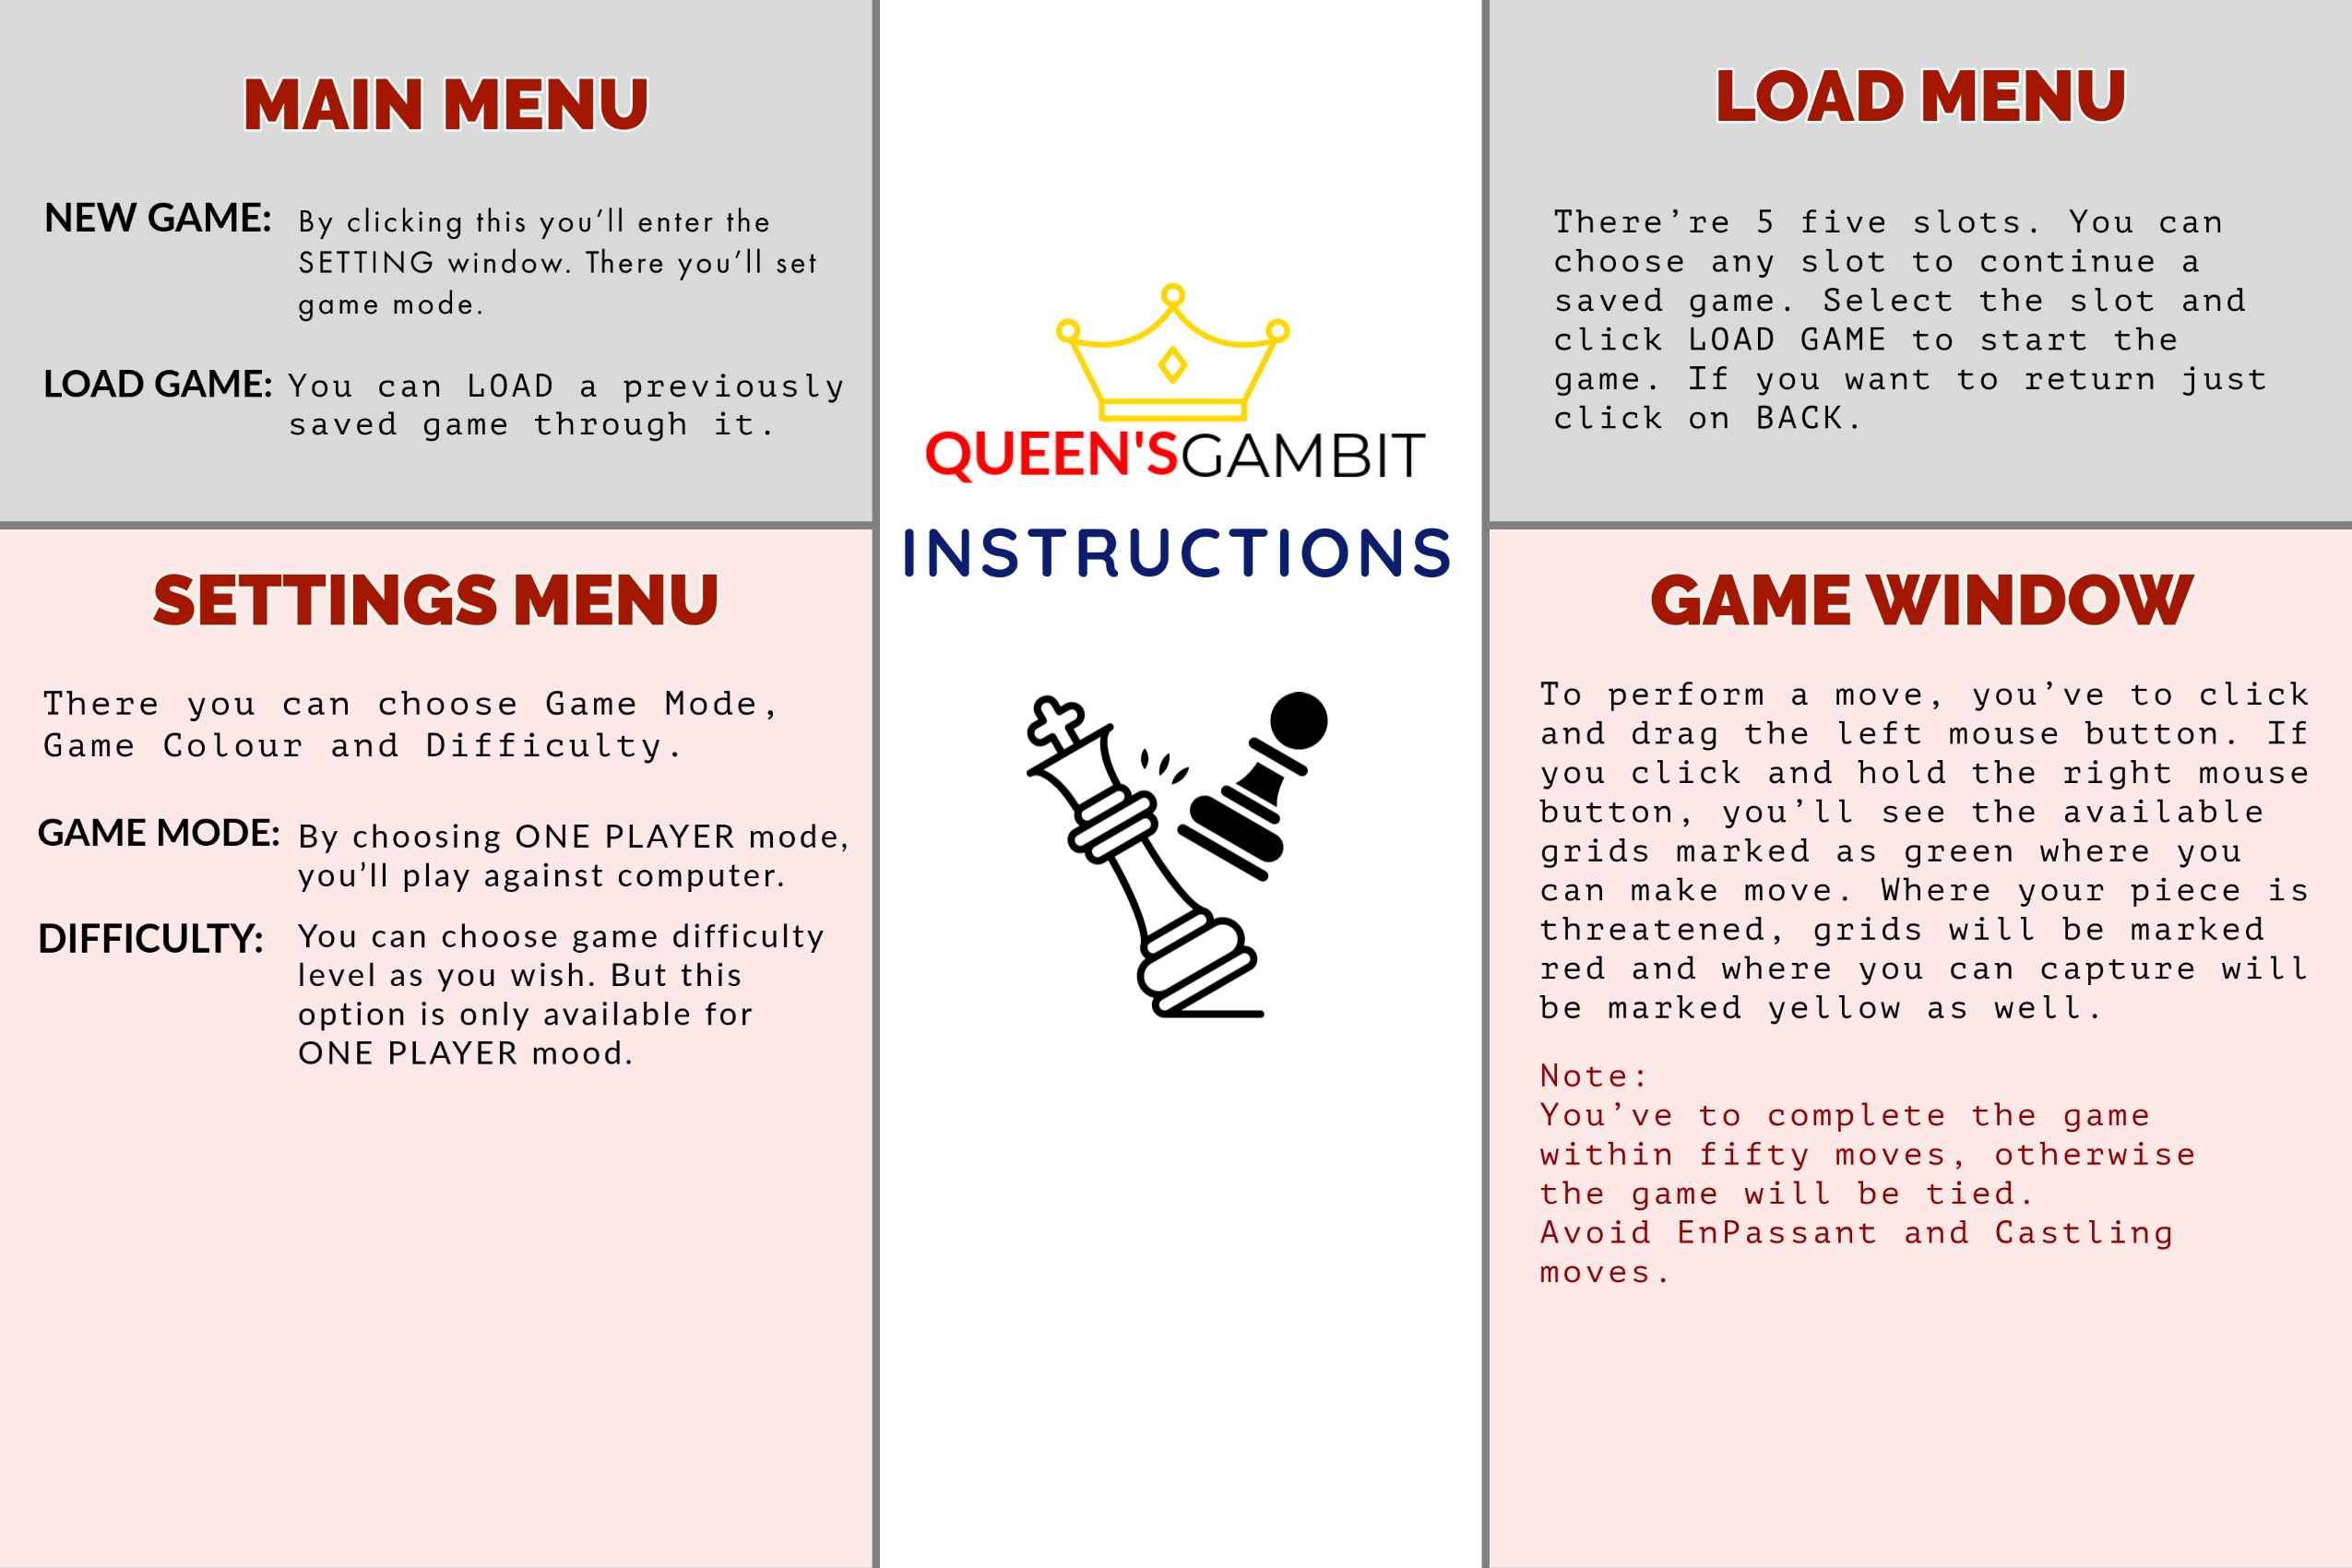 MAIN MENU
NEW GAME: By clicking this you'll enter the
SETTING window. There you'll set
game mode.
LOAD GAME: You can LOAD a previously
saved game through it.
SETTINGS MENU
There you can choose Game Mode,
Game Colour and Difficulty.
GAME MODE: By choosing ONE PLAYER mode,
you'll play against computer.
DIFFICULTY: You can choose game difficulty
level as you wish. But this
option is only available for
ONE PLAYER mood.
QUEEN'SGAMBIT
INSTRUCTIONS
LOAD MENU
There're 5 five slots. You can
choose any slot to continue a
saved game. Select the slot and
click LOAD GAME to start the
game. If you want to return just
click on BACK.
GAME WINDOW
To perform a move, you've to click
and drag the left mouse button. If
you click and hold the right mouse
button, you'll see the available
grids marked as green where you
can make move. Where your piece is
threatened, grids will be marked
red and where you can capture will
be marked yellow as well.
Note:
You've to complete the game
within fifty moves, otherwise
the game will be tied.
Avoid EnPassant and Castling
moves.